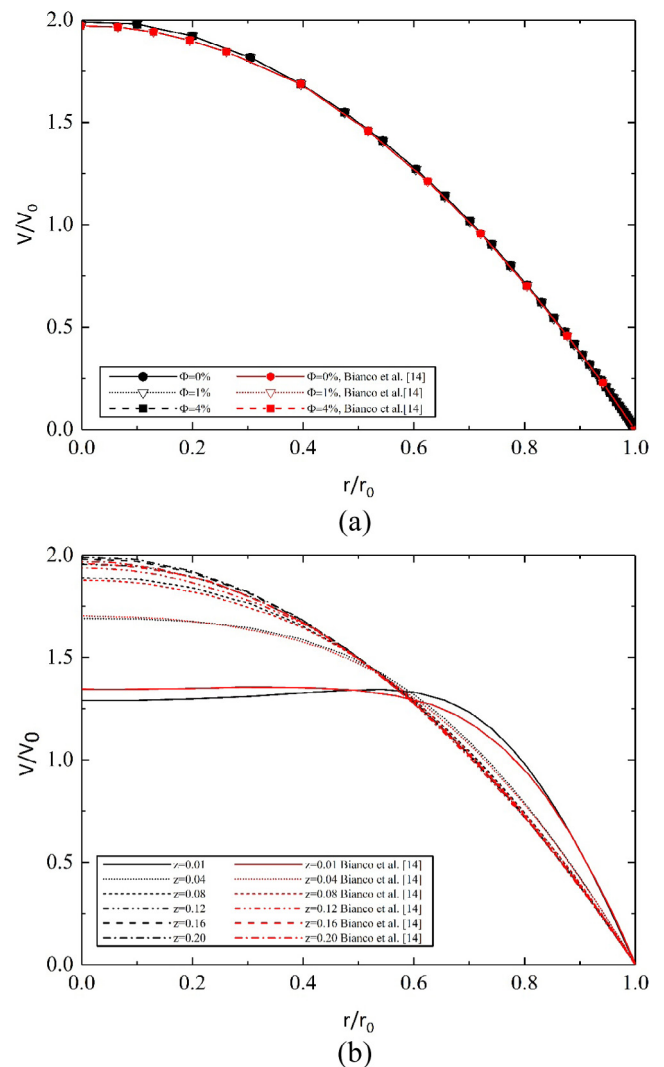 2.0
1.5
1.0
0.5
0.0
V/V0
Φ=0% Φ=0%, Bianco et al. [14]
Φ=1% Φ=1%, Bianco et al.[14]
Φ=4% Φ=4%, Bianco et al.[14]
0.0 0.2 0.4 0.6 0.8 1.0
r/r0
(a)
2.0
1.5
1.0
0.5
0.0
V/V0
z=0.01 z=0.01 Bianco et al. [14]
z=0.04 z=0.04 Bianco et al. [14]
z=0.08 z=0.08 Bianco et al. [14]
z=0.12 z=0.12 Bianco et al. [14]
z=0.16 z=0.16 Bianco et al. [14]
z=0.20 z=0.20 Bianco et al. [14]
0.0 0.2 0.4 0.6 0.8 1.0
r/r0
(b)